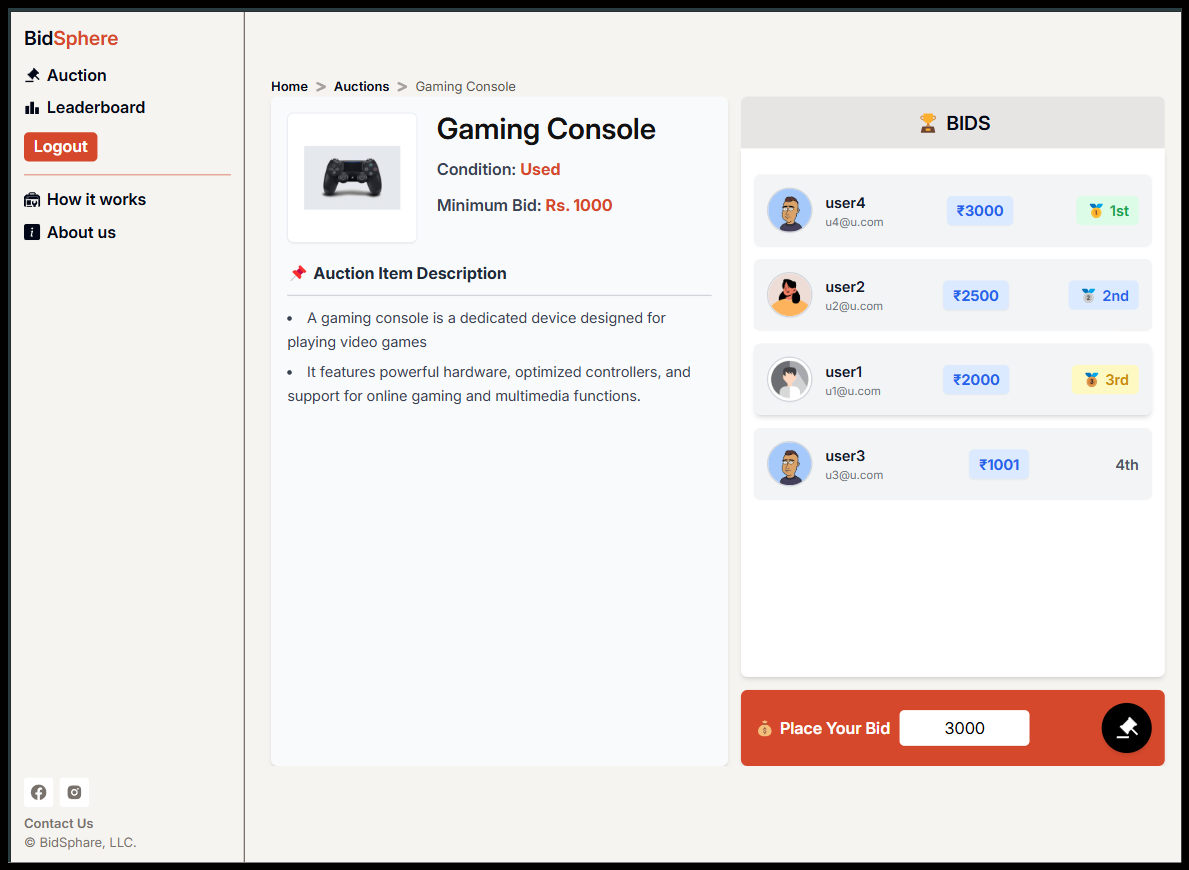 BidSphere
Auction
Leaderboard
Logout
How it works
About us
Contact Us
© BidSphare, LLC.
Home > Auctions > Gaming Console
Gaming Console
Condition: Used
Minimum Bid: Rs. 1000
📌 Auction Item Description
• A gaming console is a dedicated device designed for
playing video games
• It features powerful hardware, optimized controllers, and
support for online gaming and multimedia functions.
🏆 BIDS
user4
u4@u.com
₹3000
🥇 1st
user2
u2@u.com
₹2500
🥈 2nd
user1
u1@u.com
₹2000
🥉 3rd
user3
u3@u.com
₹1001
4th
💰 Place Your Bid
3000